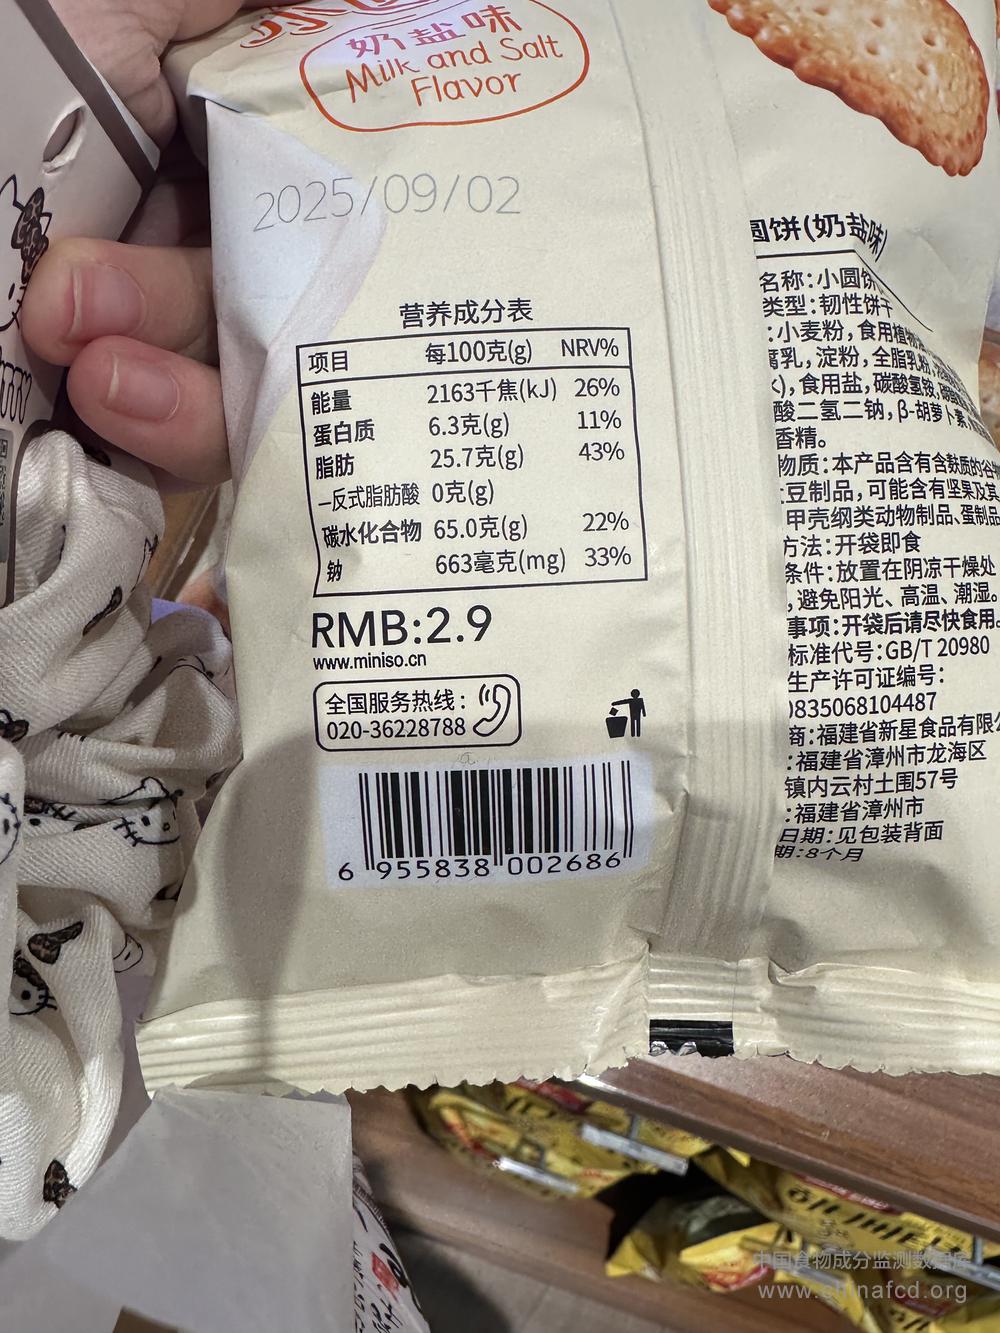 奶盐味
Milk and Salt
Flavor
2025/09/02
营养成分表
项目 每100克(g) NRV%
能量 2163千焦(kJ) 26%
蛋白质 6.3克(g) 11%
脂肪 25.7克(g) 43%
–反式脂肪酸 0克(g)
碳水化合物 65.0克(g) 22%
钠 663毫克(mg) 33%
RMB:2.9
www.miniso.cn
全国服务热线：
020-36228788
6 955838 002686
圆饼(奶盐味)
名称：小圆饼
类型：韧性饼干
：小麦粉，食用植物
腐乳，淀粉，全脂乳粉，
)，食用盐，碳酸氢铵，
酸二氢二钠，β-胡萝卜素，
香精。
物质：本产品含有含麸质的谷物
豆制品，可能含有坚果及其
甲壳纲类动物制品、蛋制品
方法：开袋即食
条件：放置在阴凉干燥处
，避免阳光、高温、潮湿。
事项：开袋后请尽快食用。
标准代号：GB/T 20980
生产许可证编号：
0835068104487
商：福建省新星食品有限公
：福建省漳州市龙海区
镇内云村土围57号
：福建省漳州市
日期：见包装背面
期：8个月
中国食物成分监测数据库
www.chinafcd.org